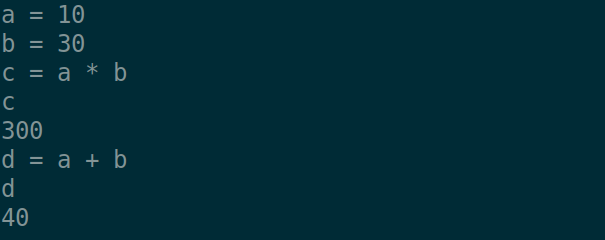 a = 10
b = 30
c = a * b
c
300
d = a + b
d
40